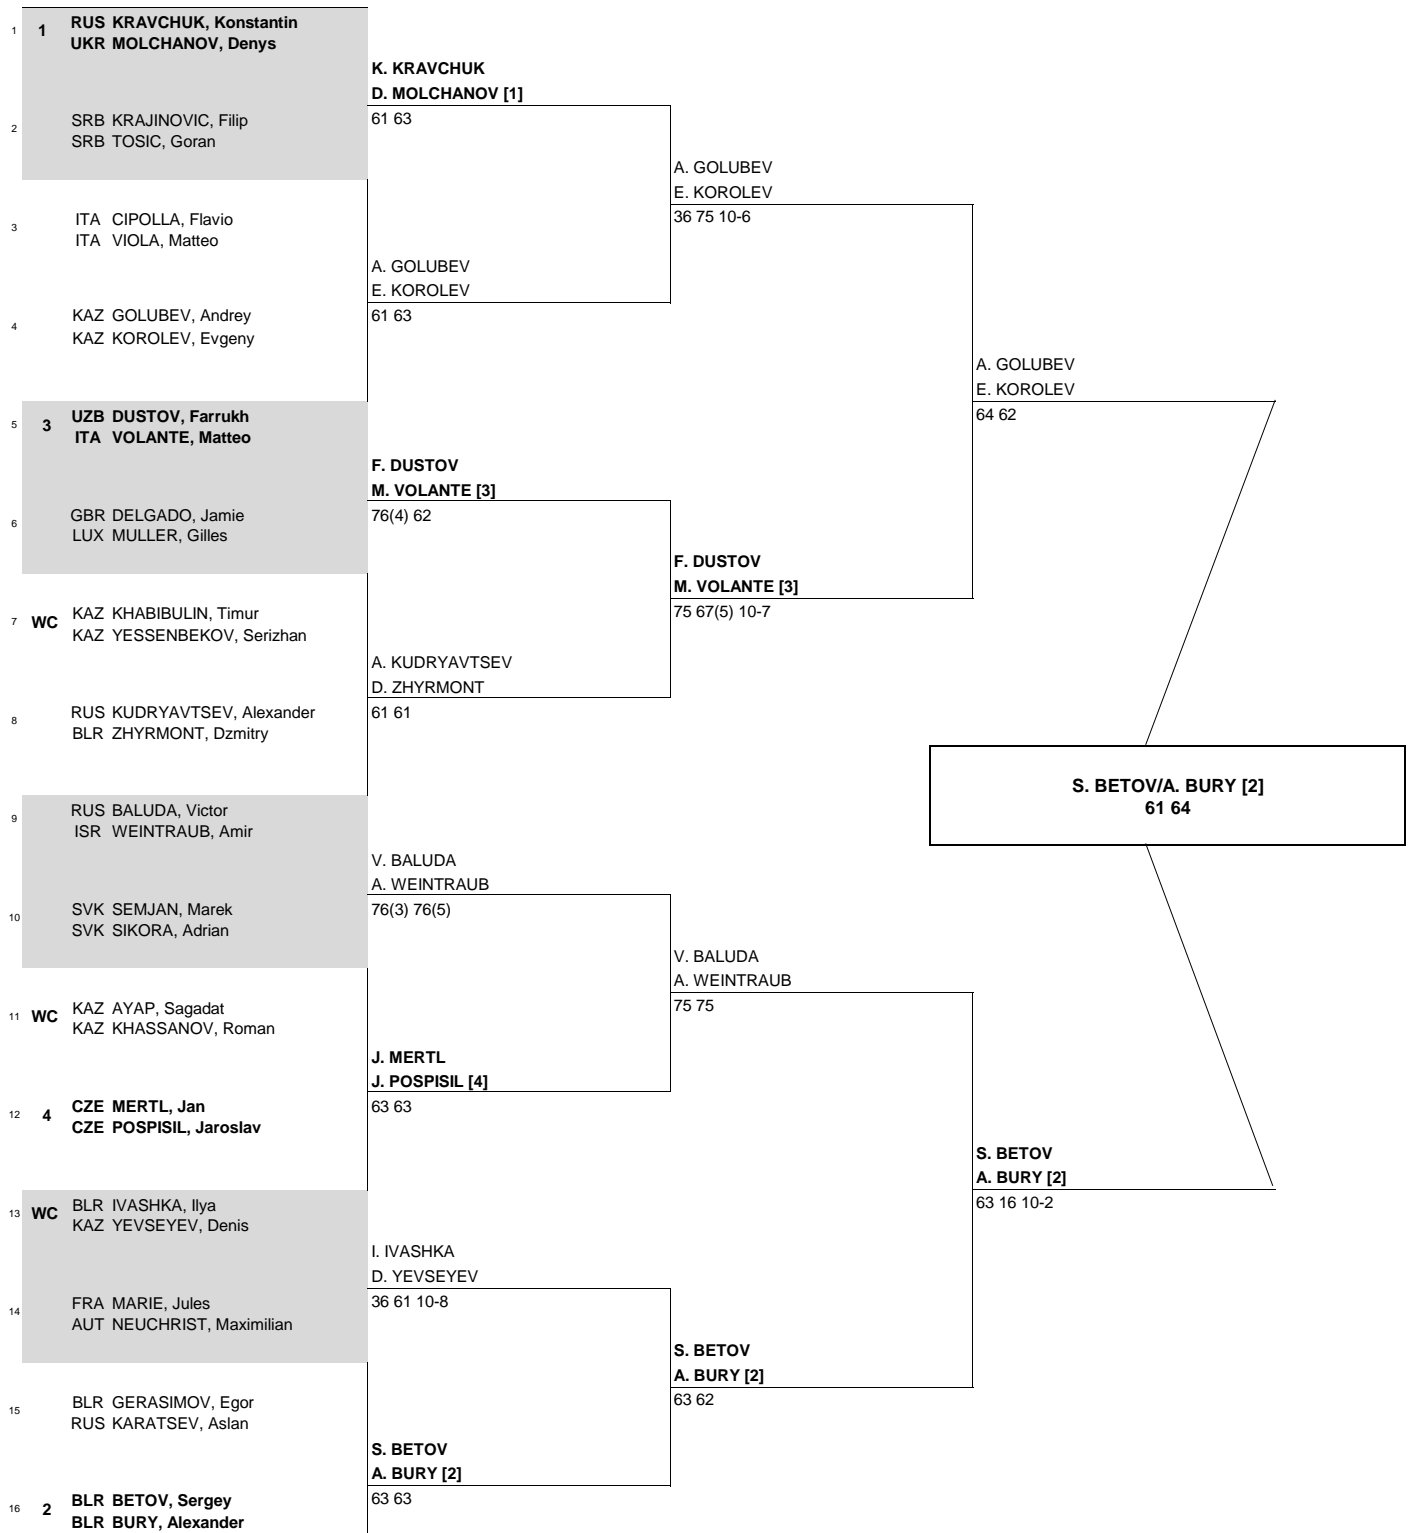 1 1 RUS KRAVCHUK, Konstantin
UKR MOLCHANOV, Denys
K. KRAVCHUK
D. MOLCHANOV [1]
61 63
2 SRB KRAJINOVIC, Filip
SRB TOSIC, Goran
A. GOLUBEV
E. KOROLEV
36 75 10-6
3 ITA CIPOLLA, Flavio
ITA VIOLA, Matteo
A. GOLUBEV
E. KOROLEV
61 63
4 KAZ GOLUBEV, Andrey
KAZ KOROLEV, Evgeny
A. GOLUBEV
E. KOROLEV
64 62
5 3 UZB DUSTOV, Farrukh
ITA VOLANTE, Matteo
F. DUSTOV
M. VOLANTE [3]
76(4) 62
6 GBR DELGADO, Jamie
LUX MULLER, Gilles
F. DUSTOV
M. VOLANTE [3]
75 67(5) 10-7
7 WC KAZ KHABIBULIN, Timur
KAZ YESSENBEKOV, Serizhan
A. KUDRYAVTSEV
D. ZHYRMONT
61 61
8 RUS KUDRYAVTSEV, Alexander
BLR ZHYRMONT, Dzmitry
S. BETOV/A. BURY [2]
61 64
9 RUS BALUDA, Victor
ISR WEINTRAUB, Amir
V. BALUDA
A. WEINTRAUB
76(3) 76(5)
10 SVK SEMJAN, Marek
SVK SIKORA, Adrian
V. BALUDA
A. WEINTRAUB
75 75
11 WC KAZ AYAP, Sagadat
KAZ KHASSANOV, Roman
J. MERTL
J. POSPISIL [4]
63 63
12 4 CZE MERTL, Jan
CZE POSPISIL, Jaroslav
S. BETOV
A. BURY [2]
63 16 10-2
13 WC BLR IVASHKA, Ilya
KAZ YEVSEYEV, Denis
I. IVASHKA
D. YEVSEYEV
36 61 10-8
14 FRA MARIE, Jules
AUT NEUCHRIST, Maximilian
S. BETOV
A. BURY [2]
63 62
15 BLR GERASIMOV, Egor
RUS KARATSEV, Aslan
S. BETOV
A. BURY [2]
63 63
16 2 BLR BETOV, Sergey
BLR BURY, Alexander